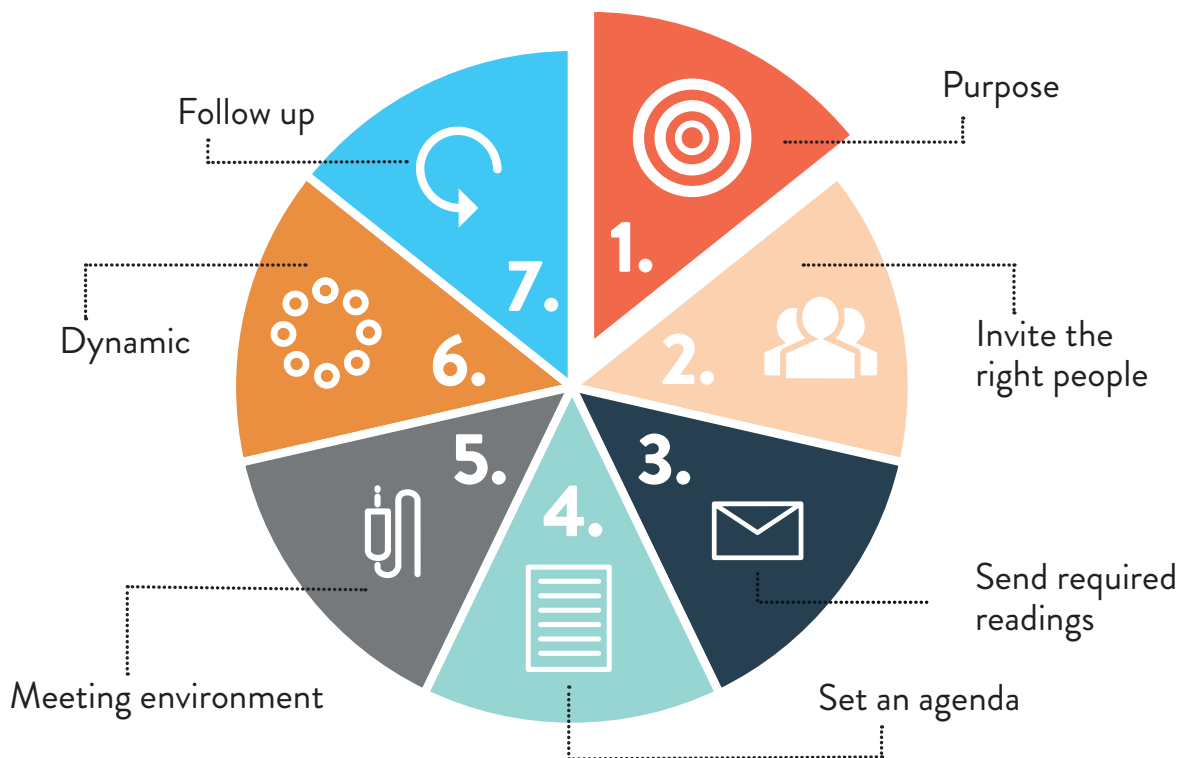 1.
Purpose
2.
Invite the
right people
3.
Send required
readings
4.
Set an agenda
5.
Meeting environment
6.
Dynamic
7.
Follow up